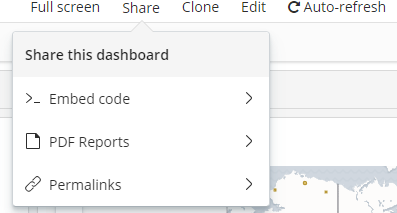 Full screen Share Clone Edit Auto-refresh
Share this dashboard
Embed code
PDF Reports
Permalinks